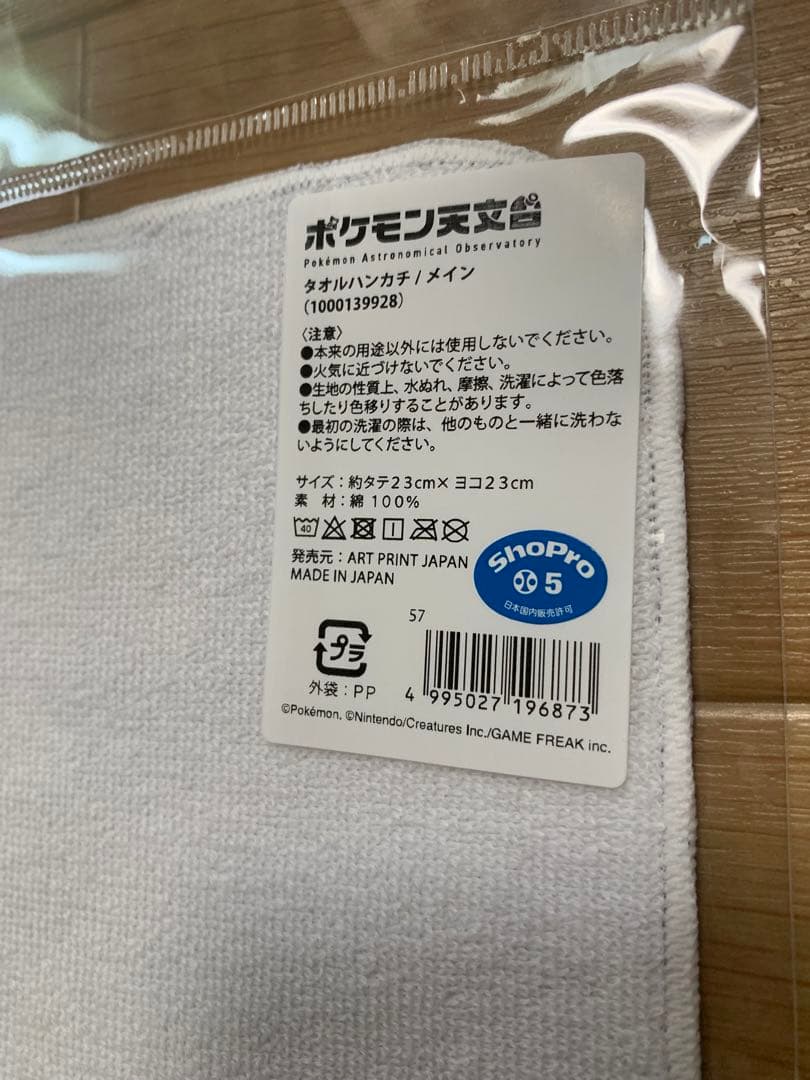 ポケモン天文台
Pokémon Astronomical Observatory
タオルハンカチ / メイン
(1000139928)
〈注意〉
●本来の用途以外には使用しないでください。
●火気に近づけないでください。
●生地の性質上、水ぬれ、摩擦、洗濯によって色落
ちしたり色移りすることがあります。
●最初の洗濯の際は、他のものと一緒に洗わな
いようにしてください。
サイズ：約タテ23cm× ヨコ23cm
素 材：綿 100%
40
発売元：ART PRINT JAPAN
MADE IN JAPAN
ShoPro
5
日本国内販売許可
57
プラ
外袋：PP
4 995027 196873
©Pokémon, ©Nintendo/Creatures Inc./GAME FREAK inc.